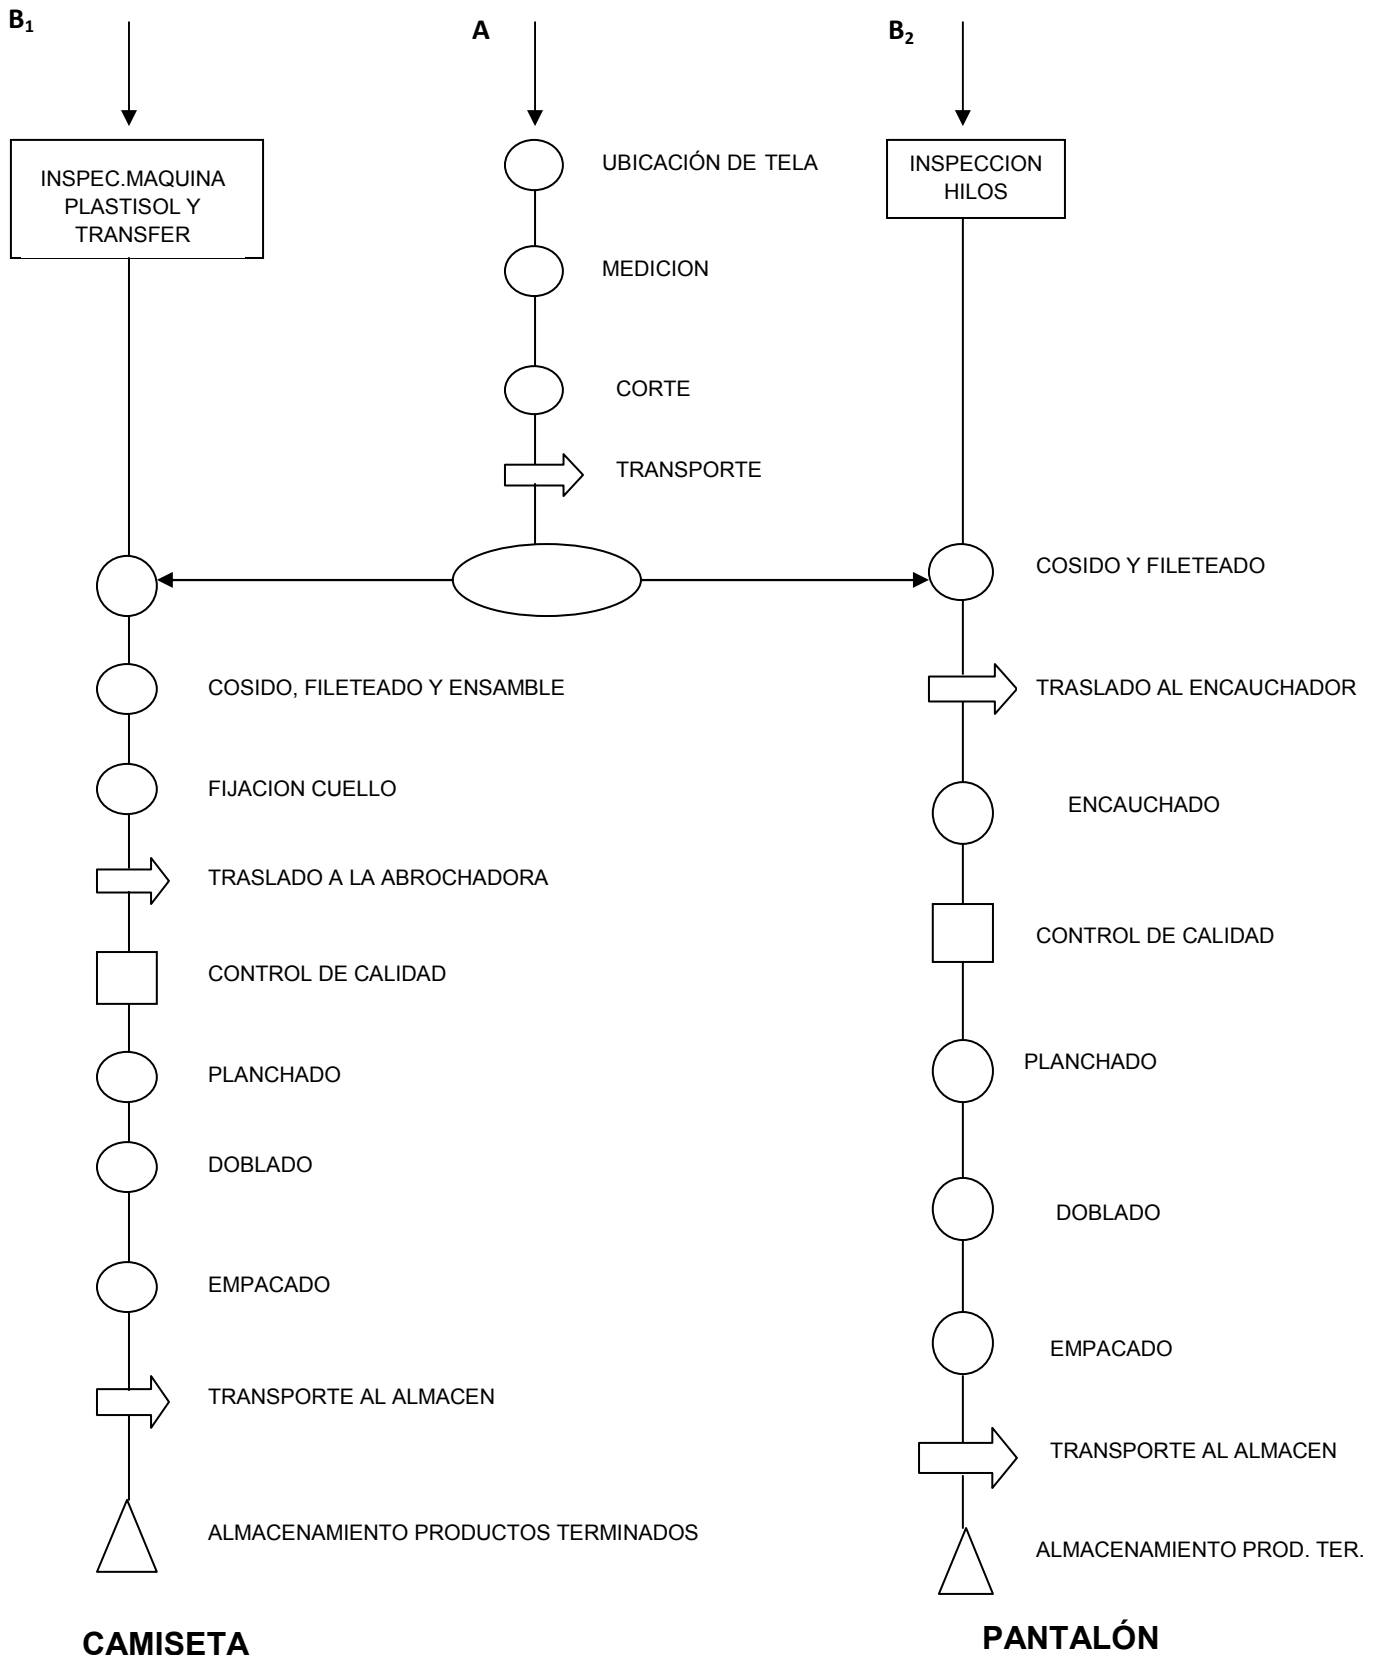 B1
A
B2
INSPEC.MAQUINA
PLASTISOL Y
TRANSFER
UBICACIÓN DE TELA
MEDICION
CORTE
TRANSPORTE
INSPECCION
HILOS
COSIDO, FILETEADO Y ENSAMBLE
FIJACION CUELLO
TRASLADO A LA ABROCHADORA
CONTROL DE CALIDAD
PLANCHADO
DOBLADO
EMPACADO
TRANSPORTE AL ALMACEN
ALMACENAMIENTO PRODUCTOS TERMINADOS
CAMISETA
COSIDO Y FILETEADO
TRASLADO AL ENCAUCHADOR
ENCAUCHADO
CONTROL DE CALIDAD
PLANCHADO
DOBLADO
EMPACADO
TRANSPORTE AL ALMACEN
ALMACENAMIENTO PROD. TER.
PANTALÓN